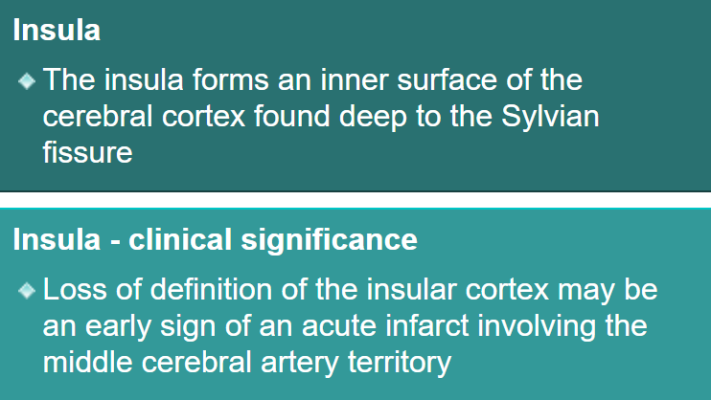 Insula
The insula forms an inner surface of the
cerebral cortex found deep to the Sylvian
fissure
Insula - clinical significance
Loss of definition of the insular cortex may be
an early sign of an acute infarct involving the
middle cerebral artery territory